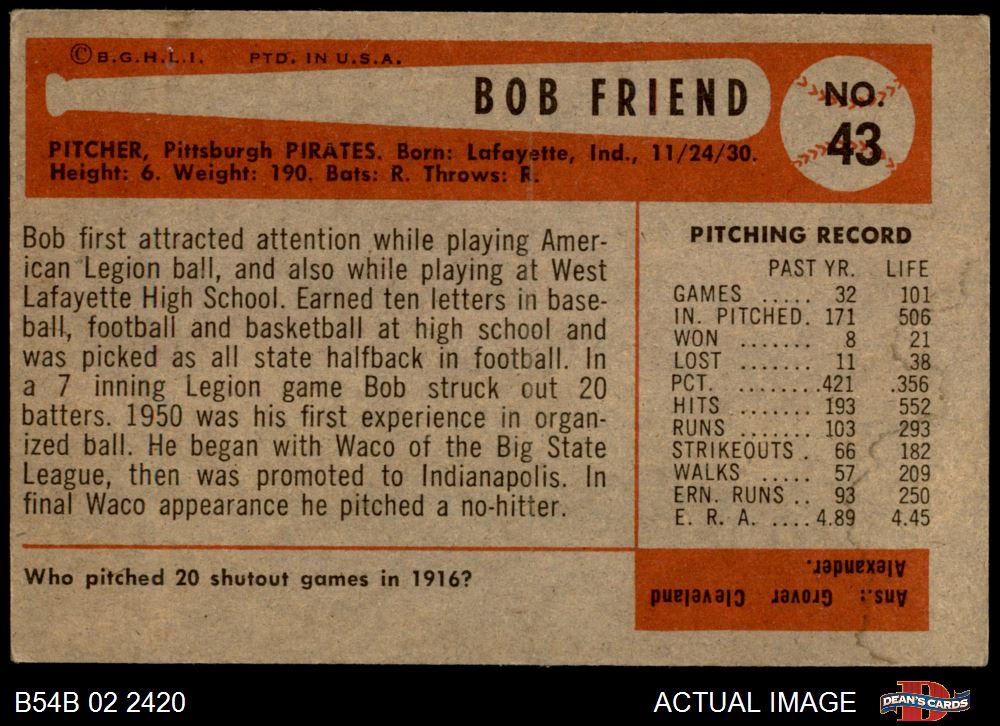 © B.G.H.L.I. PTD. IN U.S.A.
BOB FRIEND
NO.
43
PITCHER, Pittsburgh PIRATES. Born: Lafayette, Ind., 11/24/30.
Height: 6. Weight: 190. Bats: R. Throws: R.
Bob first attracted attention while playing Amer-
ican Legion ball, and also while playing at West
Lafayette High School. Earned ten letters in base-
ball, football and basketball at high school and
was picked as all state halfback in football. In
a 7 inning Legion game Bob struck out 20
batters. 1950 was his first experience in organ-
ized ball. He began with Waco of the Big State
League, then was promoted to Indianapolis. In
final Waco appearance he pitched a no-hitter.
PITCHING RECORD
PAST YR. LIFE
GAMES ..... 32 101
IN. PITCHED. 171 506
WON ....... 8 21
LOST ....... 11 38
PCT. ........421 .356
HITS ........ 193 552
RUNS ....... 103 293
STRIKEOUTS . 66 182
WALKS ..... 57 209
ERN. RUNS .. 93 250
E. R. A. ....4.89 4.45
Who pitched 20 shutout games in 1916?
Ans.: Grover Cleveland
Alexander.
B54B 02 2420
ACTUAL IMAGE
DEAN'S CARDS